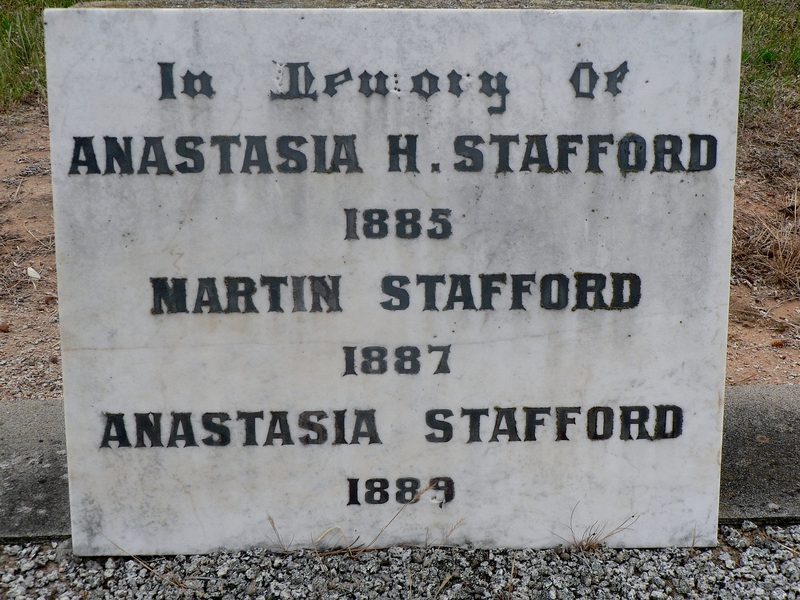 In Memory Of
ANASTASIA H. STAFFORD
1885
MARTIN STAFFORD
1887
ANASTASIA STAFFORD
1889